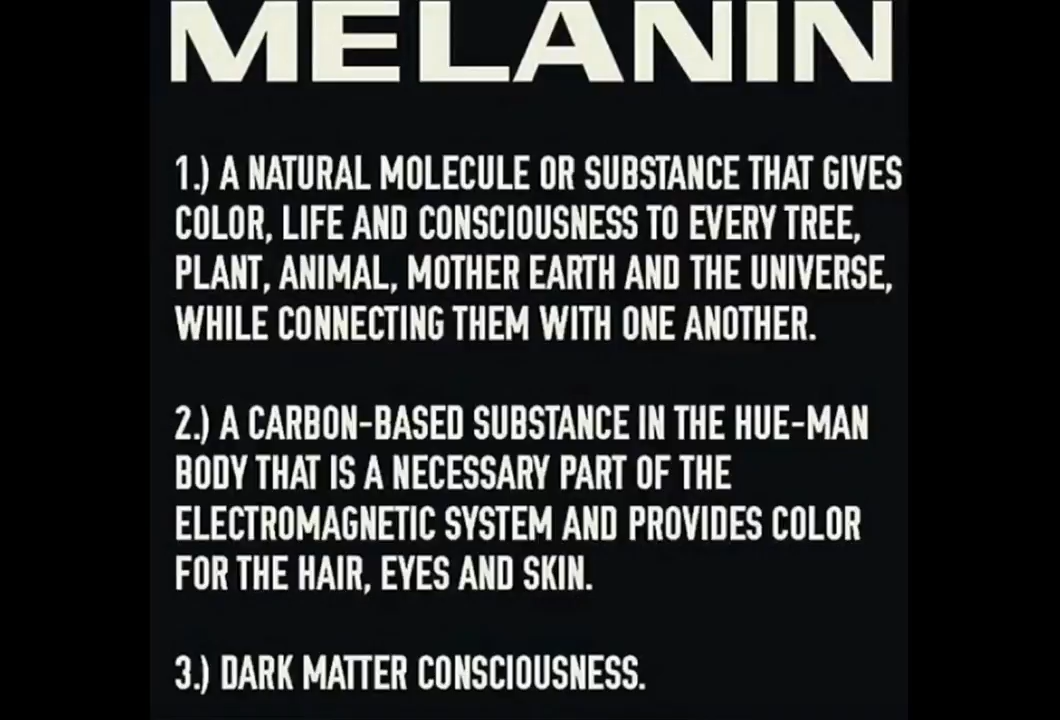 MELANIN
1.) A NATURAL MOLECULE OR SUBSTANCE THAT GIVES
COLOR, LIFE AND CONSCIOUSNESS TO EVERY TREE,
PLANT, ANIMAL, MOTHER EARTH AND THE UNIVERSE,
WHILE CONNECTING THEM WITH ONE ANOTHER.
2.) A CARBON-BASED SUBSTANCE IN THE HUE-MAN
BODY THAT IS A NECESSARY PART OF THE
ELECTROMAGNETIC SYSTEM AND PROVIDES COLOR
FOR THE HAIR, EYES AND SKIN.
3.) DARK MATTER CONSCIOUSNESS.